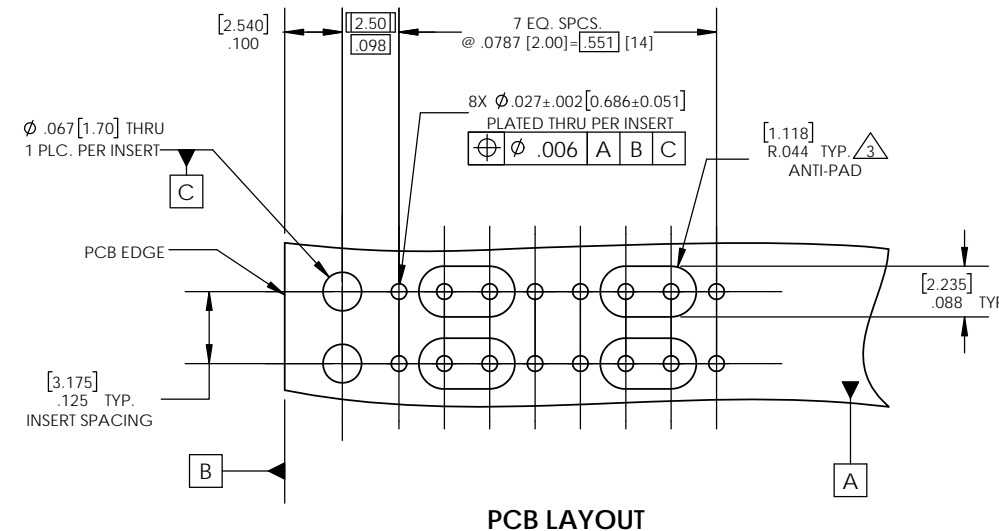 [2.540]
.100
[2.50]
.098
7 EQ. SPCS.
@ .0787 [2.00]= .551 [14]
8X Ø.027±.002[0.686±0.051]
PLATED THRU PER INSERT
⌖ Ø .006 A B C
Ø .067[1.70] THRU
1 PLC. PER INSERT
C
[1.118]
R.044 TYP. 3
ANTI-PAD
PCB EDGE
[2.235]
.088 TYP
[3.175]
.125 TYP.
INSERT SPACING
B
A
PCB LAYOUT